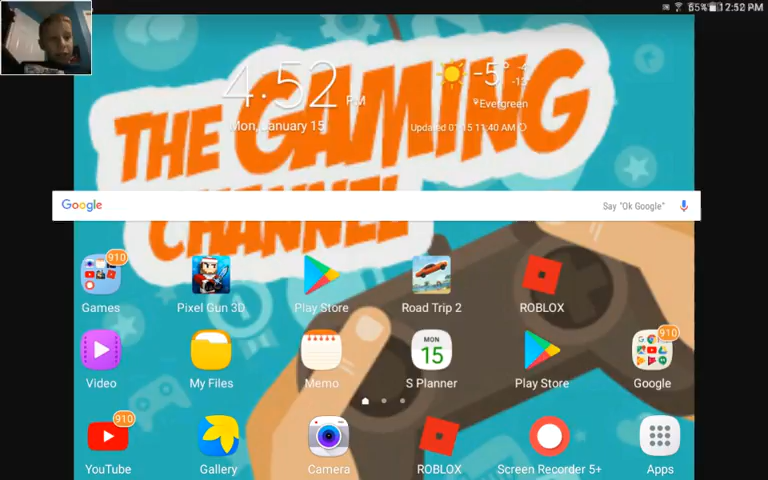 65% 12:52 PM
THE GAMING
CHANNEL
4:52 PM
Mon, January 15
-5°
-4
Evergreen
Updated 01/15 11:40 AM
Google
Say "Ok Google"
910
Games
Pixel Gun 3D
Play Store
Road Trip 2
ROBLOX
Video
My Files
Memo
MON
15
S Planner
Play Store
910
Google
910
YouTube
Gallery
Camera
ROBLOX
Screen Recorder 5+
Apps